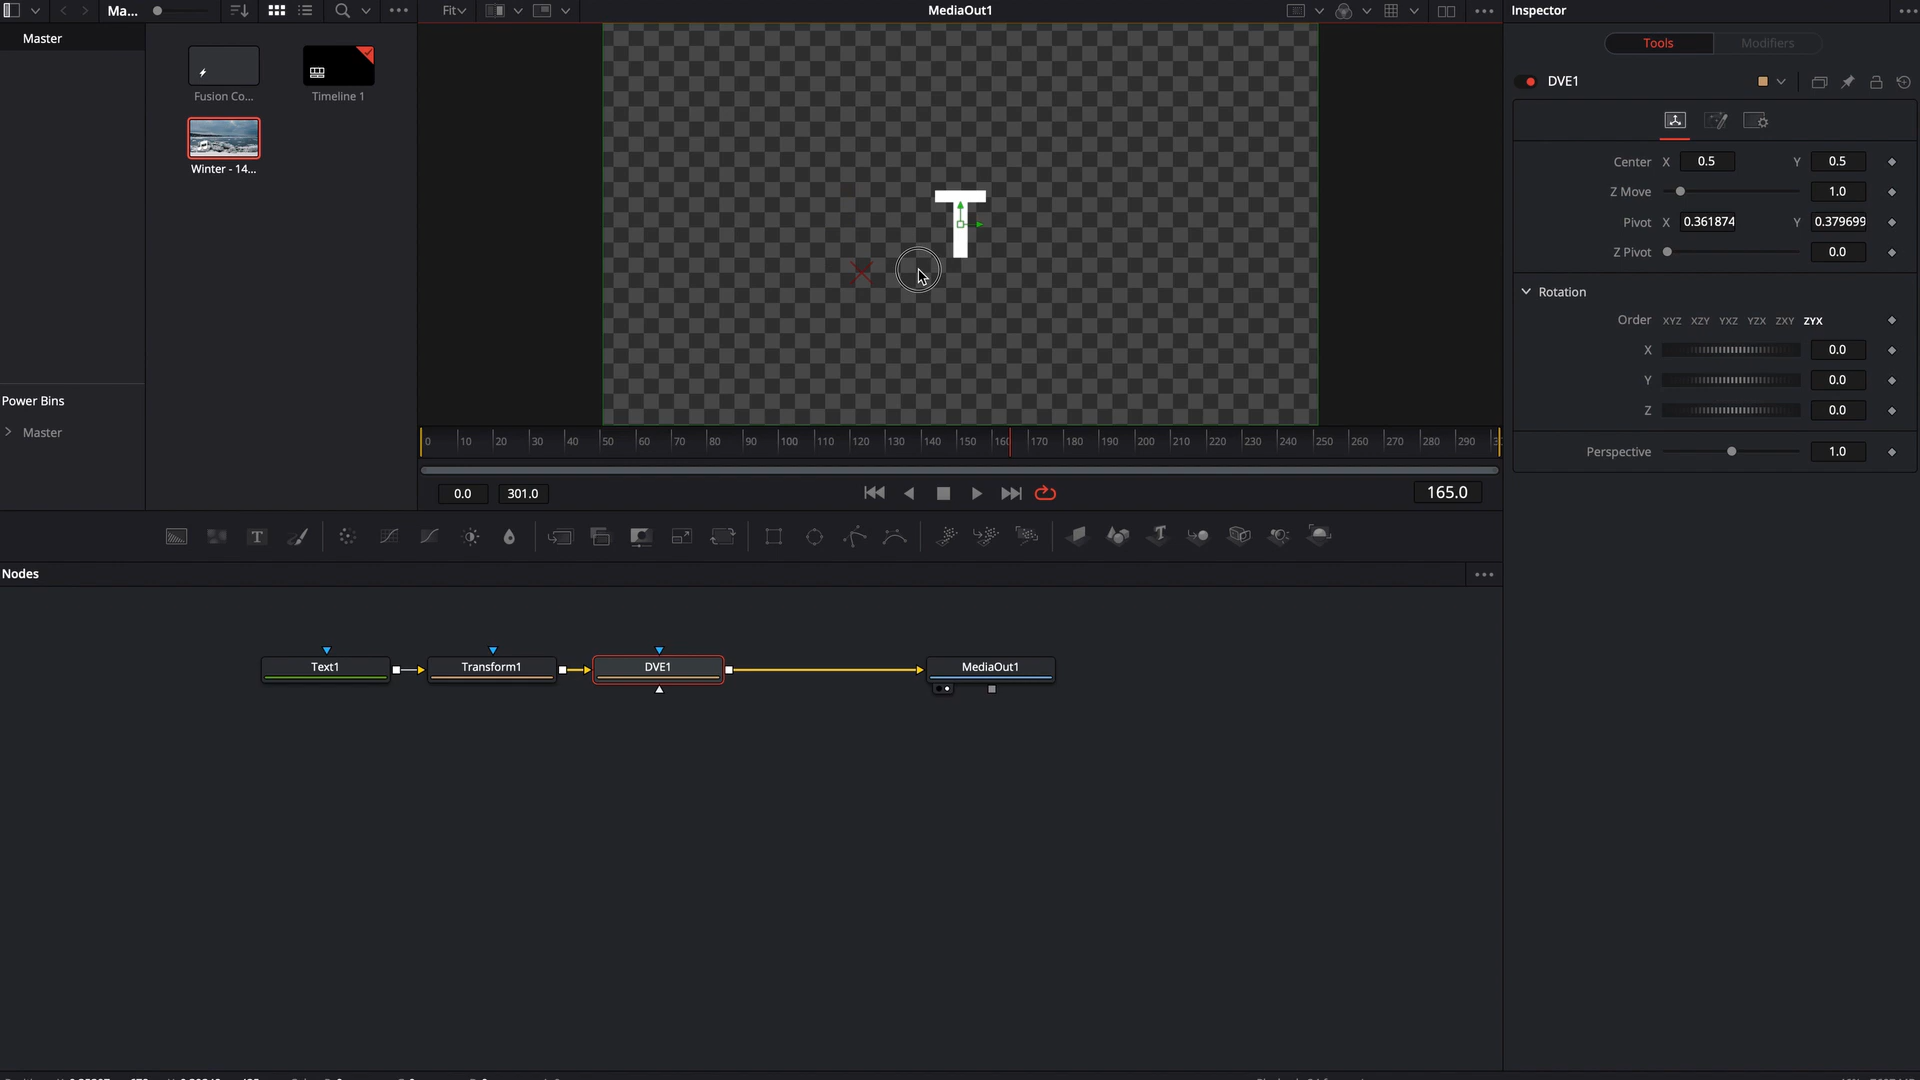 Ma...
Fit
MediaOut1
Inspector
Master
Tools
Modifiers
Fusion Co...
Timeline 1
DVE1
Winter - 14...
Center X 0.5 Y 0.5
Z Move 1.0
Pivot X 0.361874 Y 0.379699
Z Pivot 0.0
T
Rotation
Order XYZ XZY YXZ YZX ZXY ZYX
X 0.0
Y 0.0
Z 0.0
Perspective 1.0
Power Bins
Master
0 10 20 30 40 50 60 70 80 90 100 110 120 130 140 150 160 170 180 190 200 210 220 230 240 250 260 270 280 290
0.0 301.0 165.0
Nodes
Text1 Transform1 DVE1 MediaOut1